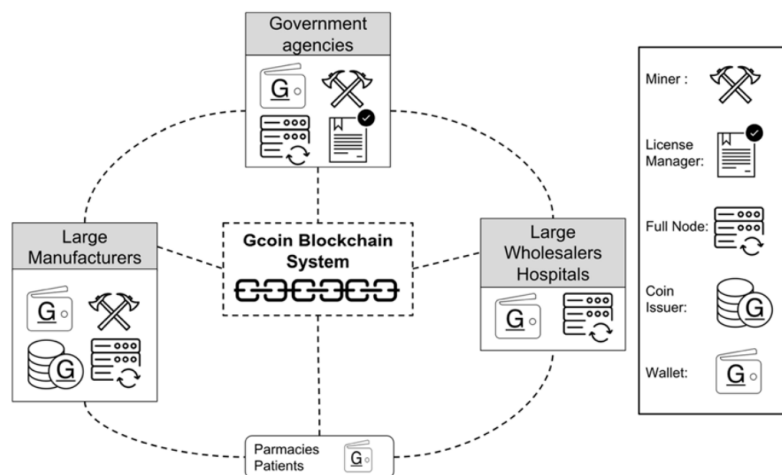 Government
agencies
G
Large
Manufacturers
G
G
Gcoin Blockchain
System
Large
Wholesalers
Hospitals
G
Parmacies
Patients
G
Miner :
License
Manager:
Full Node:
Coin
Issuer:
G
Wallet:
G